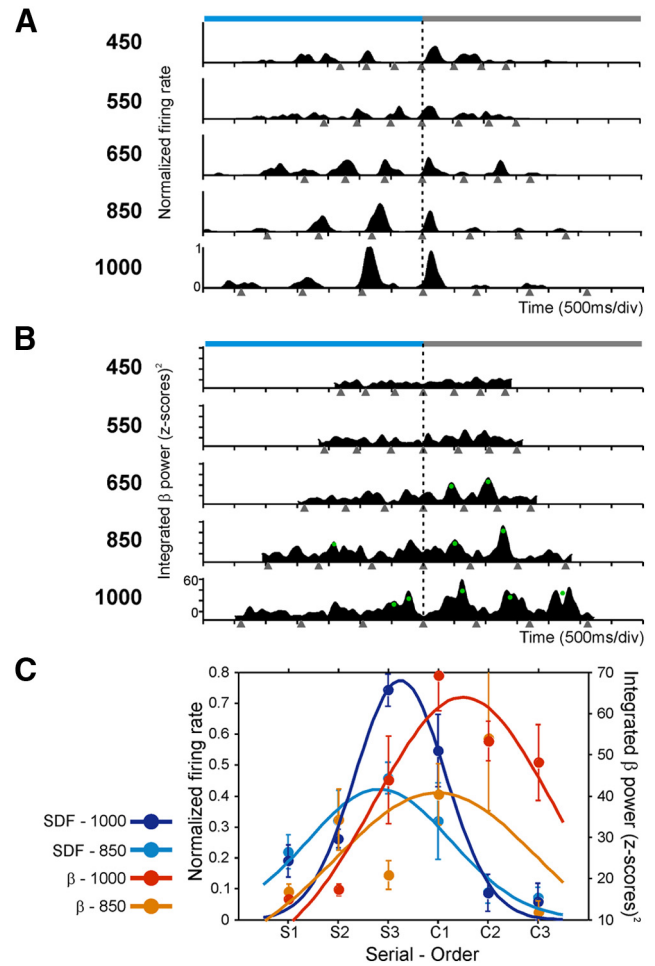 A
450
550
650
850
1000
Normalized firing rate
1
0
Time (500ms/div)
B
450
550
650
850
1000
Integrated β power (z-scores)²
60
30
0
Time (500ms/div)
C
0.8
0.7
0.6
0.5
0.4
0.3
0.2
0.1
0
Normalized firing rate
70
60
50
40
30
20
10
Integrated β power (z-scores)²
S1 S2 S3 C1 C2 C3
Serial - Order
SDF - 1000
SDF - 850
β - 1000
β - 850